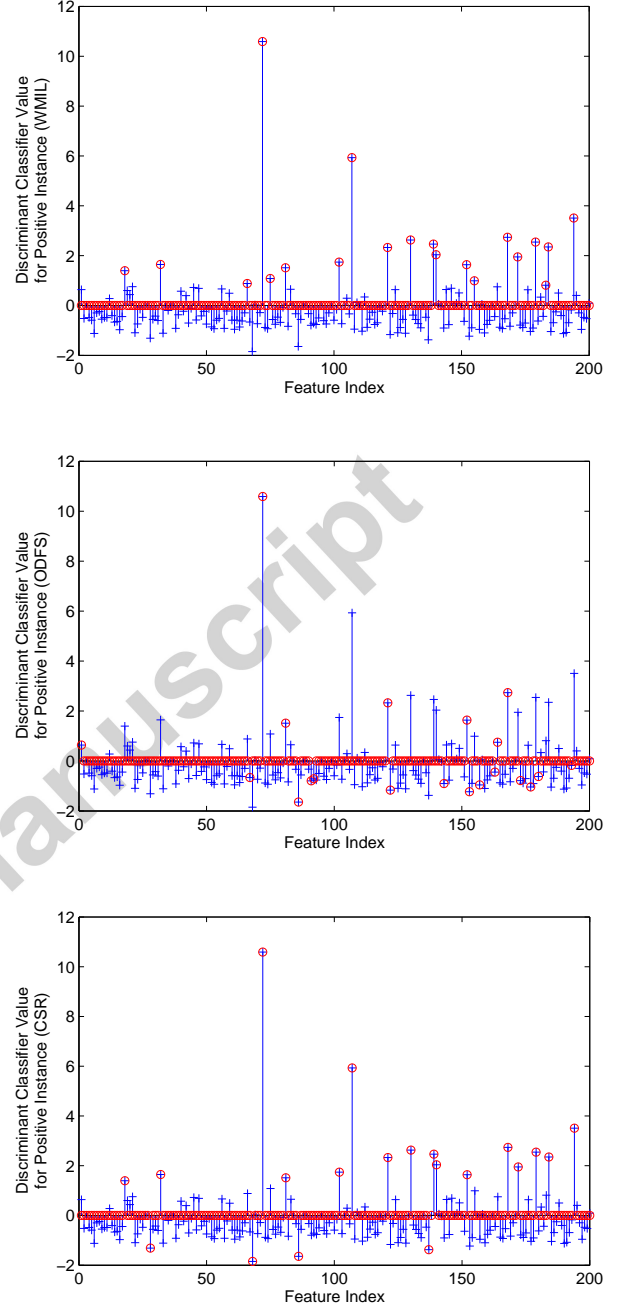 12
10
8
6
4
2
0
−2
Discriminant Classifier Value
for Positive Instance (WMIL)
0 50 100 150 200
Feature Index
12
10
8
6
4
2
0
−2
Discriminant Classifier Value
for Positive Instance (ODFS)
0 50 100 150 200
Feature Index
anuscript
12
10
8
6
4
2
0
−2
Discriminant Classifier Value
for Positive Instance (CSR)
0 50 100 150 200
Feature Index